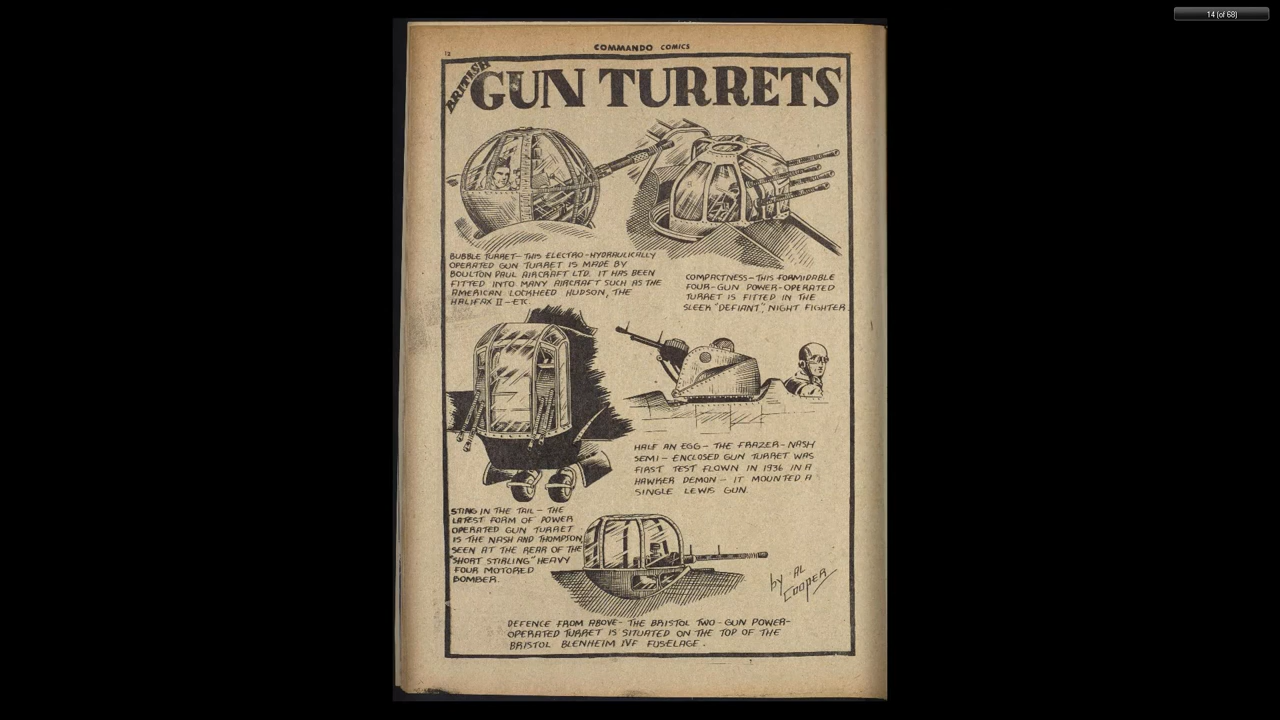 14 (of 68)
12
COMMANDO COMICS
BRITISH
GUN TURRETS
BUBBLE TURRET- THIS ELECTRO-HYDRAULICALLY
OPERATED GUN TURRET IS MADE BY
BOULTON PAUL AIRCRAFT LTD. IT HAS BEEN
FITTED INTO MANY AIRCRAFT SUCH AS THE
AMERICAN LOCKHEED HUDSON, THE
HALIFAX II - ETC.
COMPACTNESS- THIS FORMIDABLE
FOUR-GUN POWER-OPERATED
TURRET IS FITTED IN THE
SLEEK "DEFIANT", NIGHT FIGHTER.
HALF AN EGG- THE FRAZER-NASH
SEMI-ENCLOSED GUN TURRET WAS
FIRST TEST FLOWN IN 1936 IN A
HAWKER DEMON - IT MOUNTED A
SINGLE LEWIS GUN.
STING IN THE TAIL - THE
LATEST FORM OF POWER
OPERATED GUN TURRET
IS THE NASH AND THOMPSON,
SEEN AT THE REAR OF THE
"SHORT STIRLING" HEAVY
FOUR MOTORED
BOMBER.
by AL
COOPER
DEFENCE FROM ABOVE- THE BRISTOL TWO-GUN POWER-
OPERATED TURRET IS SITUATED ON THE TOP OF THE
BRISTOL BLENHEIM IVF FUSELAGE.